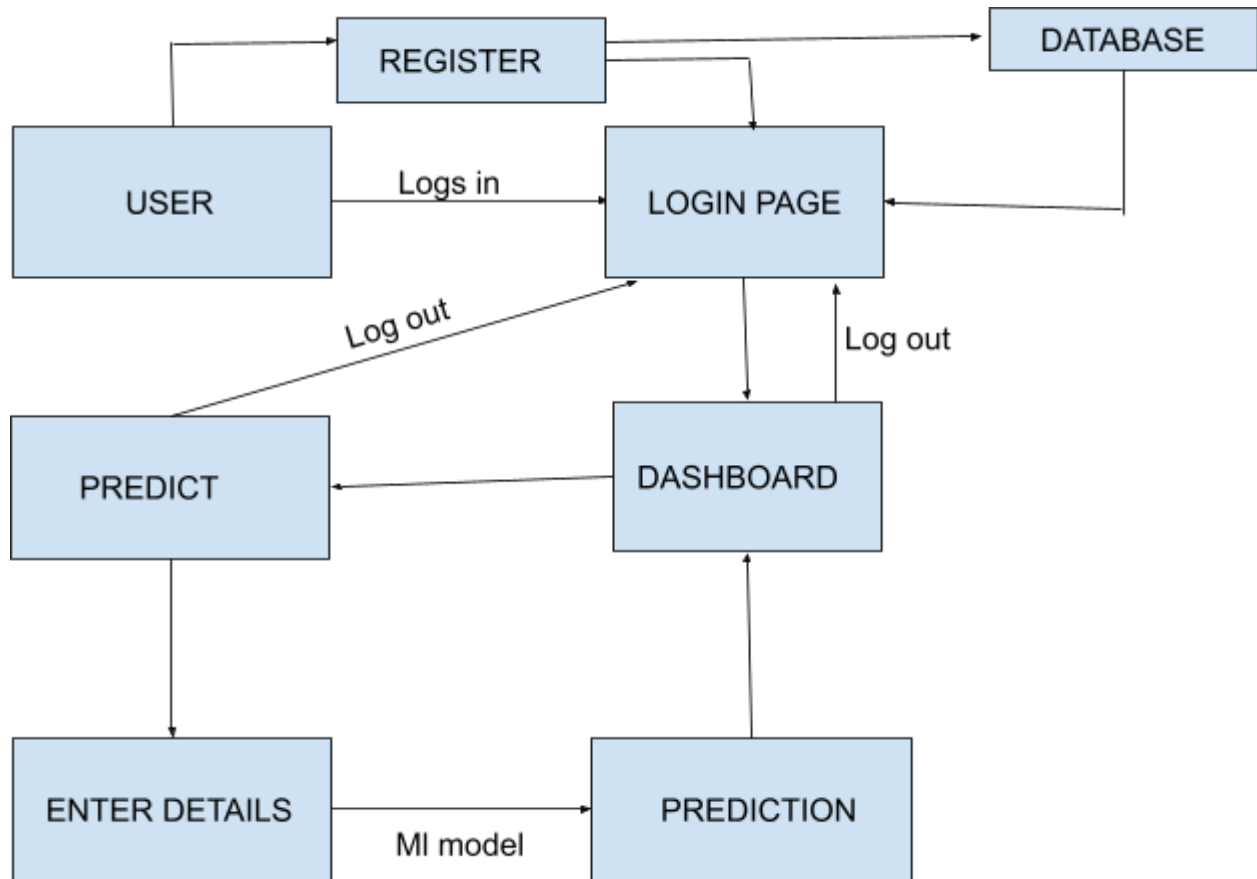 REGISTER
DATABASE
USER
Logs in
LOGIN PAGE
Log out
Log out
PREDICT
DASHBOARD
ENTER DETAILS
Ml model
PREDICTION